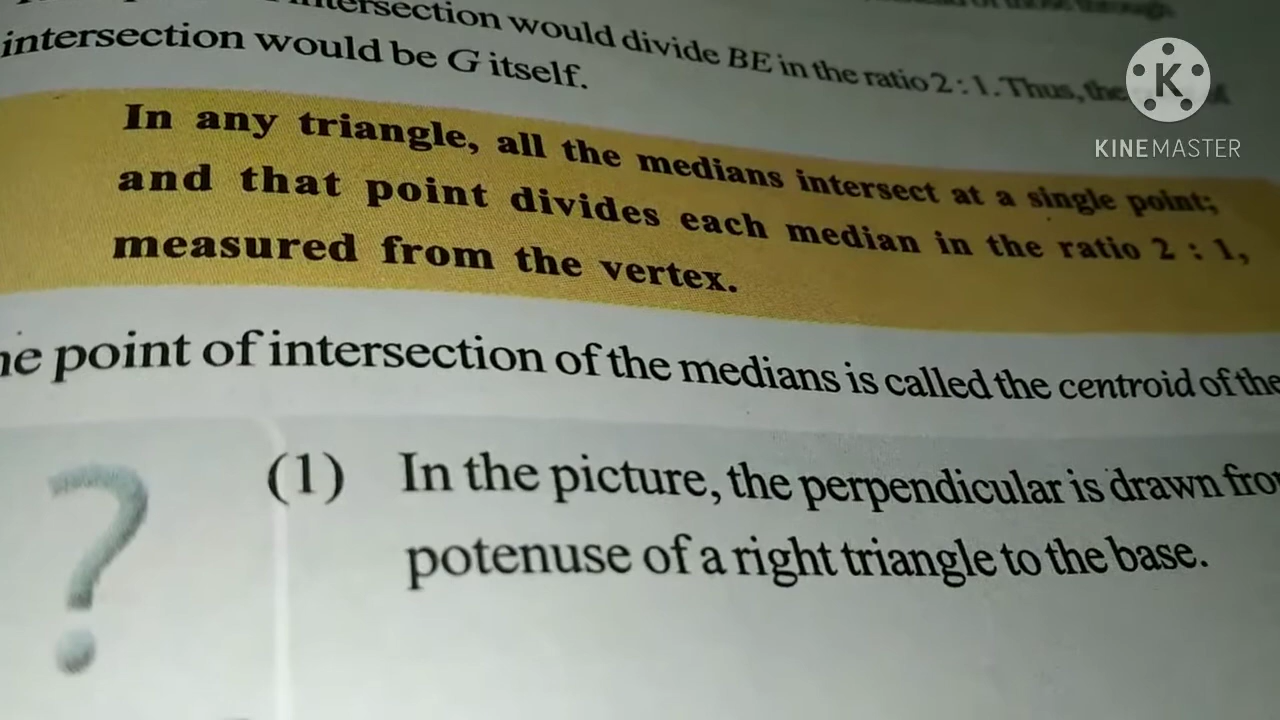 intersection would divide BE in the ratio 2 : 1. Thus, the
intersection would be G itself.
K
KINEMASTER
In any triangle, all the medians intersect at a single point;
and that point divides each median in the ratio 2 : 1,
measured from the vertex.
point of intersection of the medians is called the centroid of the
?
(1) In the picture, the perpendicular is drawn fro
potenuse of a right triangle to the base.